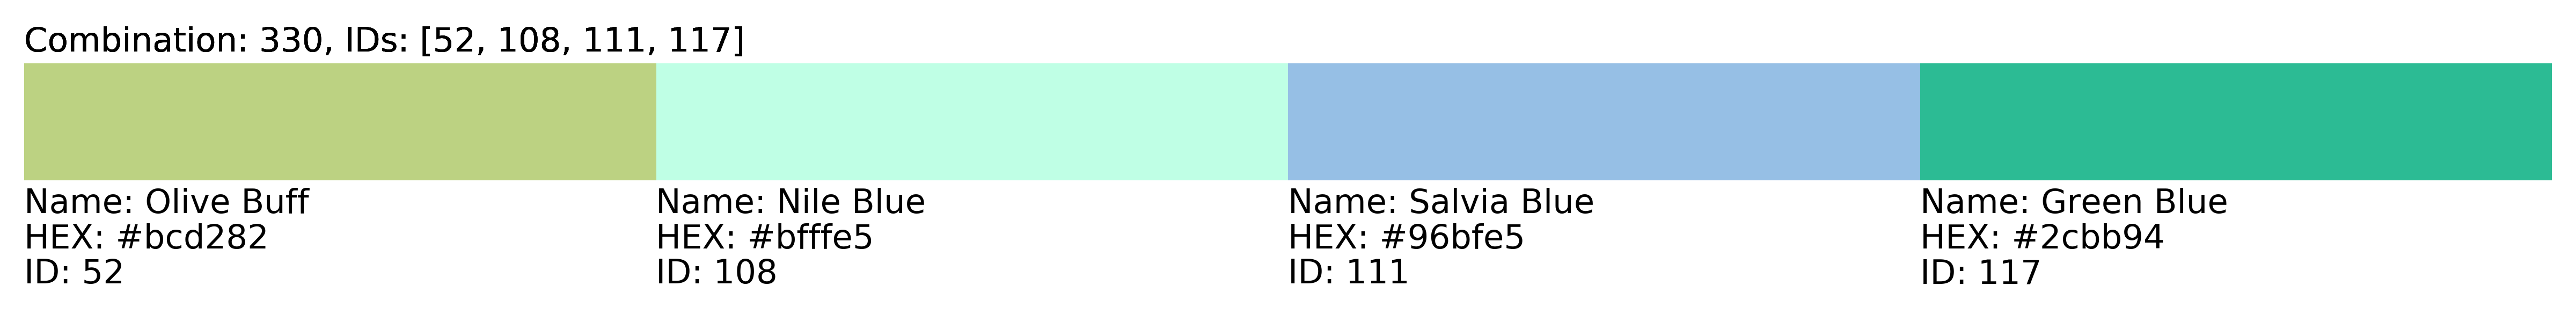 Combination: 330, IDs: [52, 108, 111, 117]
Name: Olive Buff
HEX: #bcd282
ID: 52
Name: Nile Blue
HEX: #bfffe5
ID: 108
Name: Salvia Blue
HEX: #96bfe5
ID: 111
Name: Green Blue
HEX: #2cbb94
ID: 117